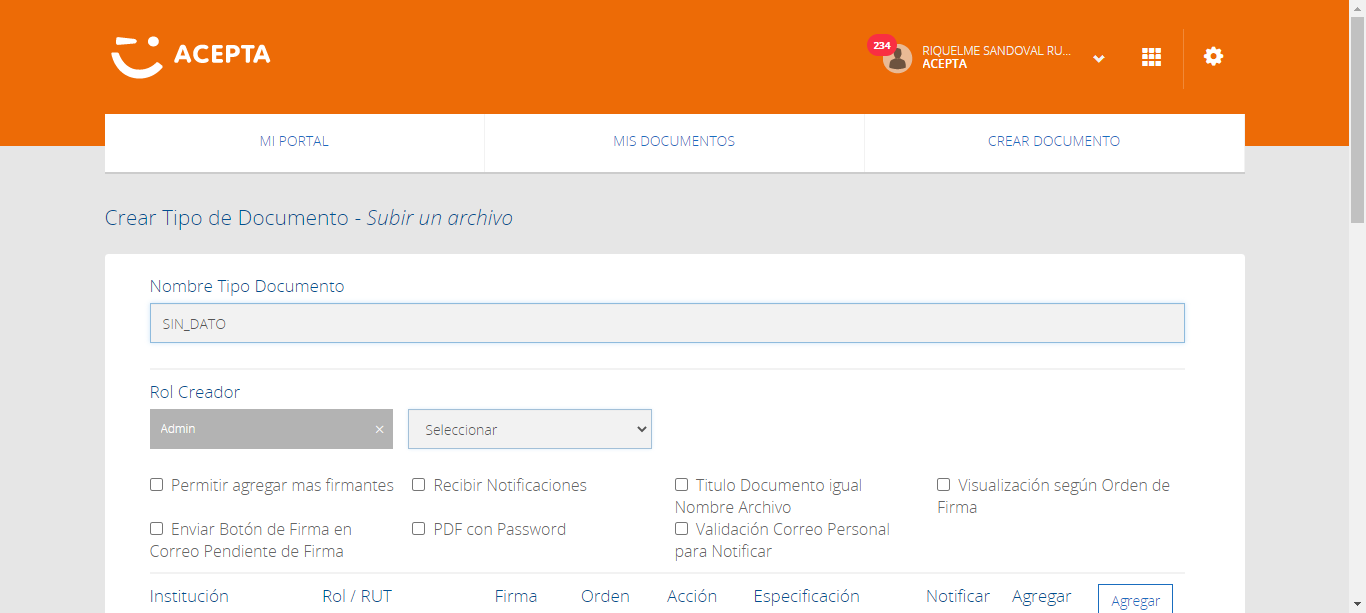 ACEPTA
234
RIQUELME SANDOVAL RU...
ACEPTA
MI PORTAL
MIS DOCUMENTOS
CREAR DOCUMENTO
Crear Tipo de Documento - Subir un archivo
Nombre Tipo Documento
SIN_DATO
Rol Creador
Admin ×
Seleccionar
Permitir agregar mas firmantes
Recibir Notificaciones
Titulo Documento igual
Nombre Archivo
Visualización según Orden de
Firma
Enviar Botón de Firma en
Correo Pendiente de Firma
PDF con Password
Validación Correo Personal
para Notificar
Institución Rol / RUT Firma Orden Acción Especificación Notificar Agregar Agregar